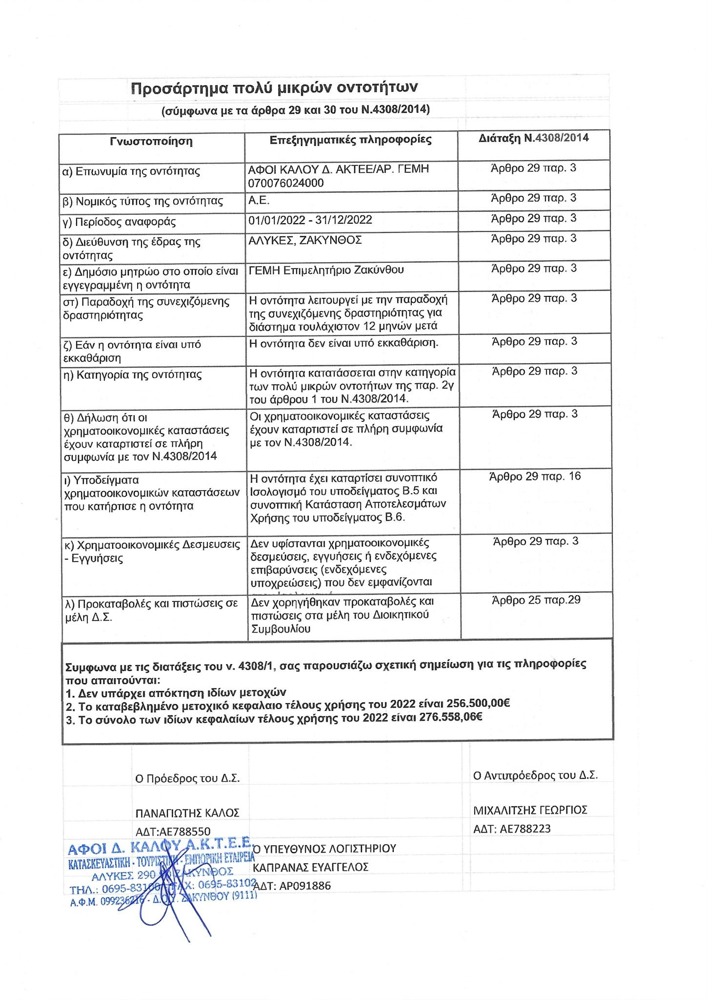 Προσάρτημα πολύ μικρών οντοτήτων
(σύμφωνα με τα άρθρα 29 και 30 του Ν.4308/2014)
Γνωστοποίηση Επεξηγηματικές πληροφορίες Διάταξη Ν.4308/2014
α) Επωνυμία της οντότητας
ΑΦΟΙ ΚΑΛΟΥ Δ. ΑΚΤΕΕ/ΑΡ. ΓΕΜΗ
070076024000
Άρθρο 29 παρ. 3
β) Νομικός τύπος της οντότητας Α.Ε. Άρθρο 29 παρ. 3
γ) Περίοδος αναφοράς 01/01/2022 - 31/12/2022 Άρθρο 29 παρ. 3
δ) Διεύθυνση της έδρας της
οντότητας
ΑΛΥΚΕΣ, ΖΑΚΥΝΘΟΣ
Άρθρο 29 παρ. 3
ε) Δημόσιο μητρώο στο οποίο είναι
εγγεγραμμένη η οντότητα
ΓΕΜΗ Επιμελητήριο Ζακύνθου
Άρθρο 29 παρ. 3
στ) Παραδοχή της συνεχιζόμενης
δραστηριότητας
Η οντότητα λειτουργεί με την παραδοχή
της συνεχιζόμενης δραστηριότητας για
διάστημα τουλάχιστον 12 μηνών μετά
Άρθρο 29 παρ. 3
ζ) Εάν η οντότητα είναι υπό
εκκαθάριση
Η οντότητα δεν είναι υπό εκκαθάριση.
Άρθρο 29 παρ. 3
η) Κατηγορία της οντότητας
Η οντότητα κατατάσσεται στην κατηγορία
των πολύ μικρών οντοτήτων της παρ. 2γ
του άρθρου 1 του Ν.4308/2014.
Άρθρο 29 παρ. 3
θ) Δήλωση ότι οι
χρηματοοικονομικές καταστάσεις
έχουν καταρτιστεί σε πλήρη
συμφωνία με τον Ν.4308/2014
Οι χρηματοοικονομικές καταστάσεις
έχουν καταρτιστεί σε πλήρη συμφωνία
με τον Ν.4308/2014.
Άρθρο 29 παρ. 3
ι) Υποδείγματα
χρηματοοικονομικών καταστάσεων
που κατήρτισε η οντότητα
Η οντότητα έχει καταρτίσει συνοπτικό
Ισολογισμό του υποδείγματος Β.5 και
συνοπτική Κατάσταση Αποτελεσμάτων
Χρήσης του υποδείγματος Β.6.
Άρθρο 29 παρ. 16
κ) Χρηματοοικονομικές Δεσμευσεις
- Εγγυήσεις
Δεν υφίστανται χρηματοοικονομικές
δεσμεύσεις, εγγυήσεις ή ενδεχόμενες
επιβαρύνσεις (ενδεχόμενες
υποχρεώσεις) που δεν εμφανίζονται
Άρθρο 29 παρ. 3
λ) Προκαταβολές και πιστώσεις σε
μέλη Δ.Σ.
Δεν χορηγήθηκαν προκαταβολές και
πιστώσεις στα μέλη του Διοικητικού
Συμβουλίου
Άρθρο 25 παρ.29
Συμφωνα με τις διατάξεις του ν. 4308/1, σας παρουσιάζω σχετική σημείωση για τις πληροφορίες
που απαιτούνται:
1. Δεν υπάρχει απόκτηση ιδίων μετοχών
2. Το καταβεβλημένο μετοχικό κεφαλαιο τέλους χρήσης του 2022 είναι 256.500,00€
3. Το σύνολο των ιδίων κεφαλαίων τέλους χρήσης του 2022 είναι 276.558,06€
Ο Πρόεδρος του Δ.Σ. Ο Αντιπρόεδρος του Δ.Σ.
ΠΑΝΑΓΙΩΤΗΣ ΚΑΛΟΣ ΜΙΧΑΛΙΤΣΗΣ ΓΕΩΡΓΙΟΣ
ΑΔΤ:ΑΕ788550 ΑΔΤ: ΑΕ788223
ΑΦΟΙ Δ. ΚΑΛΟΥ Α.Κ.Τ.Ε.Ε.
ΚΑΤΑΣΚΕΥΑΣΤΙΚΗ - ΤΟΥΡΙΣΤΙΚΗ - ΕΜΠΟΡΙΚΗ ΕΤΑΙΡΕΙΑ
ΑΛΥΚΕΣ 290 ΖΑΚΥΝΘΟΣ
ΤΗΛ.: 0695-83100 FAX: 0695-83102
Α.Φ.Μ. 099236216 - Δ.Ο.Υ. ΖΑΚΥΝΘΟΥ (9111)
Ο ΥΠΕΥΘΥΝΟΣ ΛΟΓΙΣΤΗΡΙΟΥ
ΚΑΠΡΑΝΑΣ ΕΥΑΓΓΕΛΟΣ
ΑΔΤ: ΑΡ091886